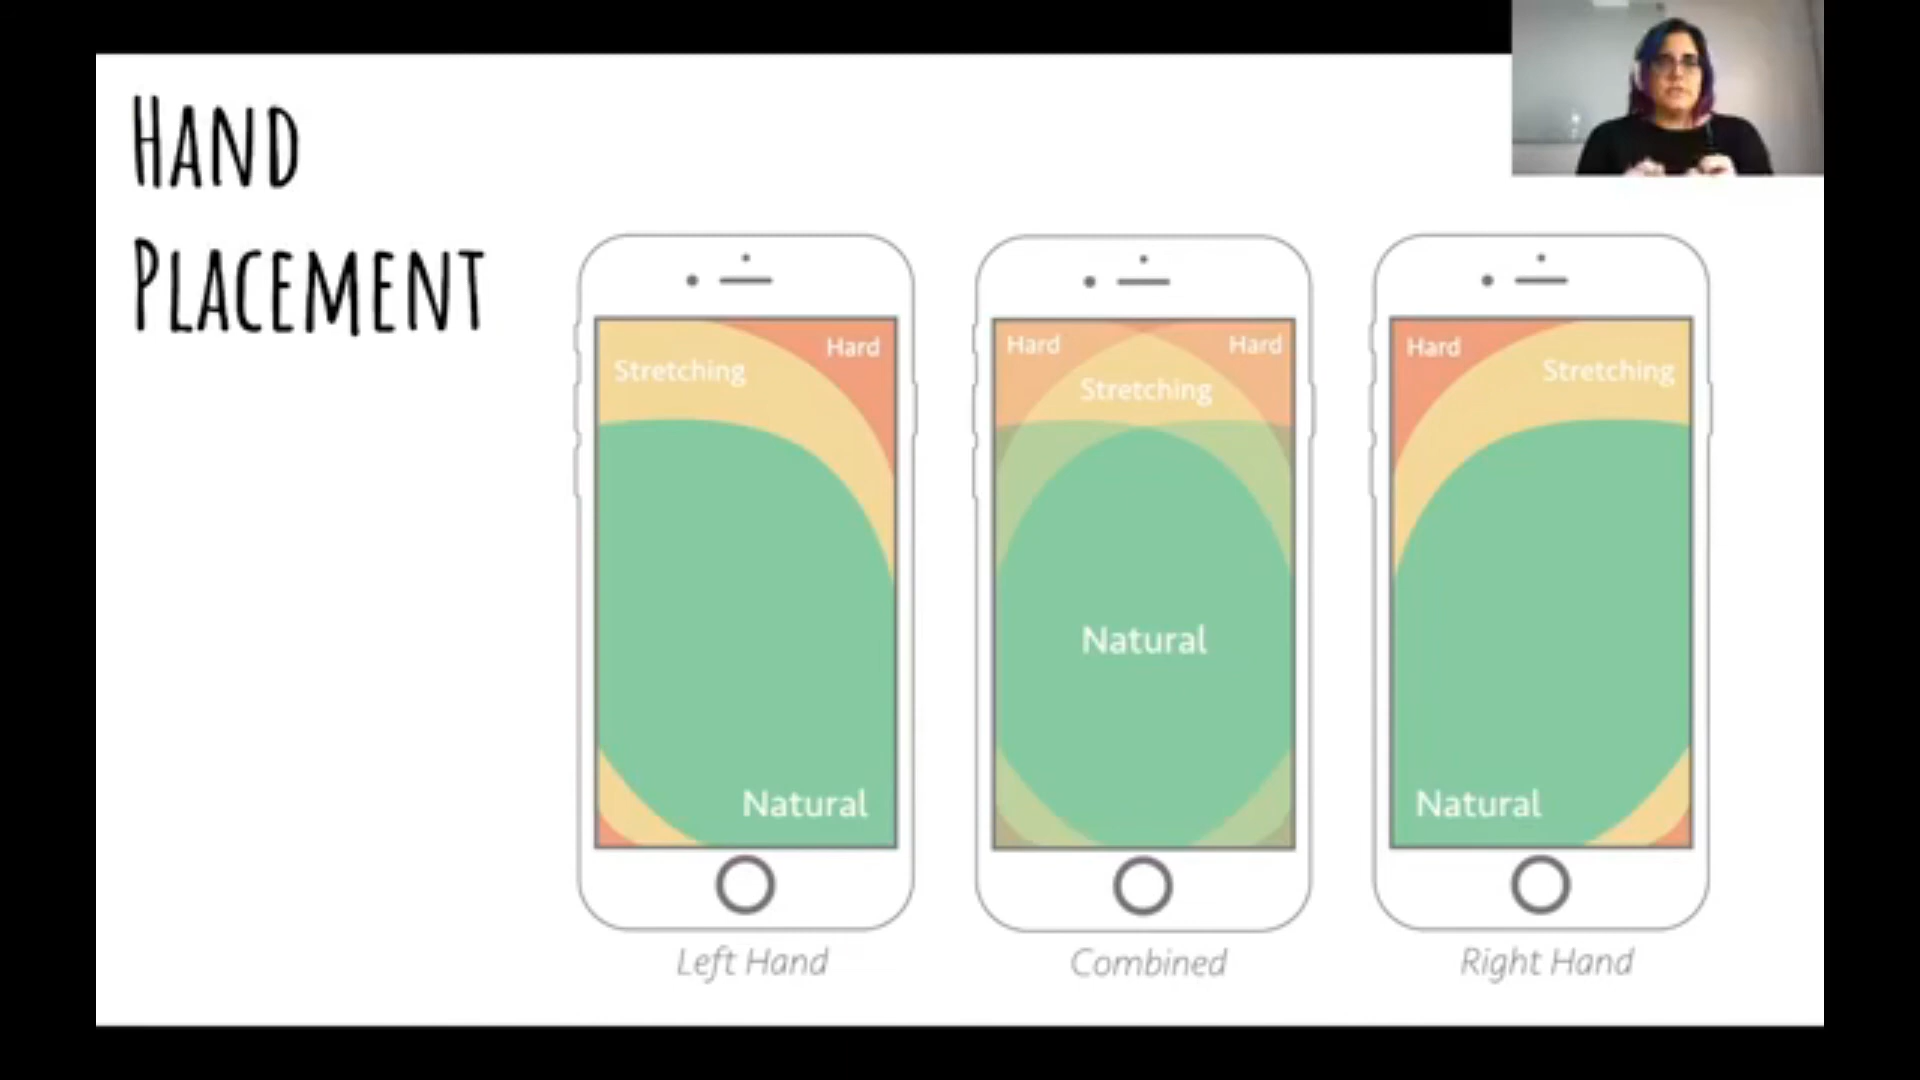 HAND
PLACEMENT
Stretching
Hard
Natural
Left Hand
Hard
Hard
Stretching
Natural
Combined
Hard
Stretching
Natural
Right Hand